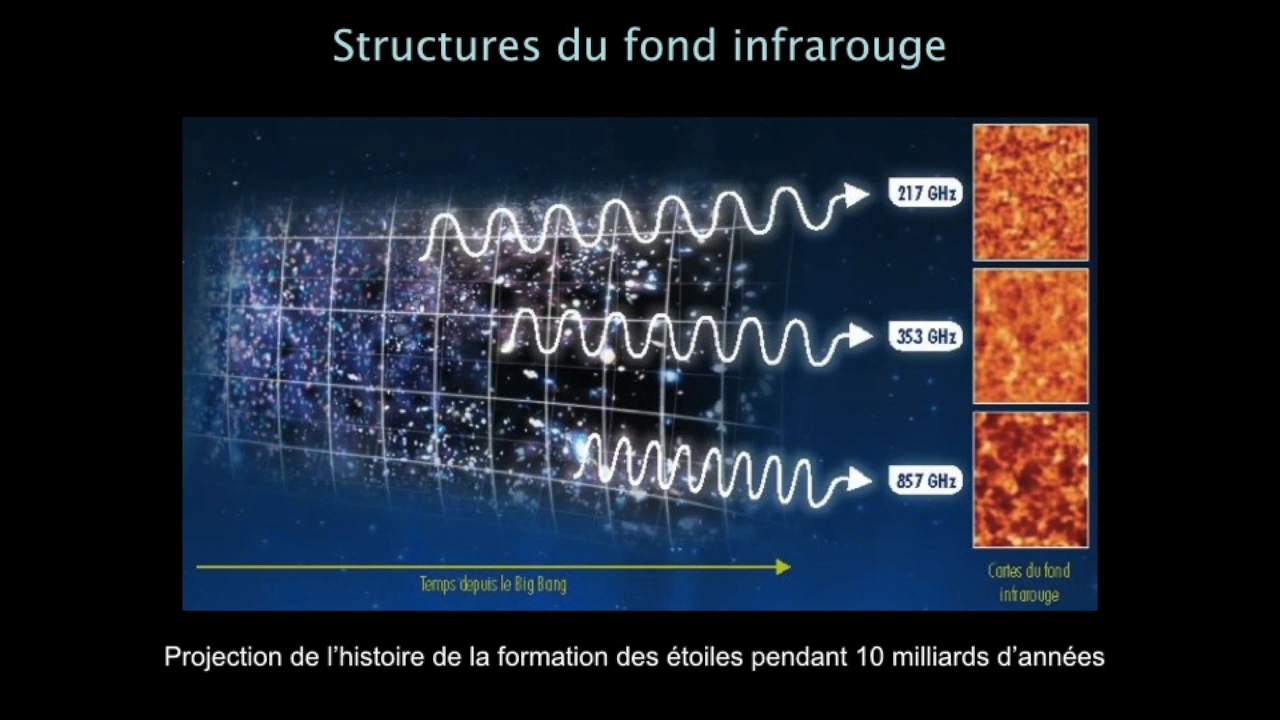 Structures du fond infrarouge
217 GHz
353 GHz
857 GHz
Temps depuis le Big Bang
Cartes du fond
infrarouge
Projection de l’histoire de la formation des étoiles pendant 10 milliards d’années